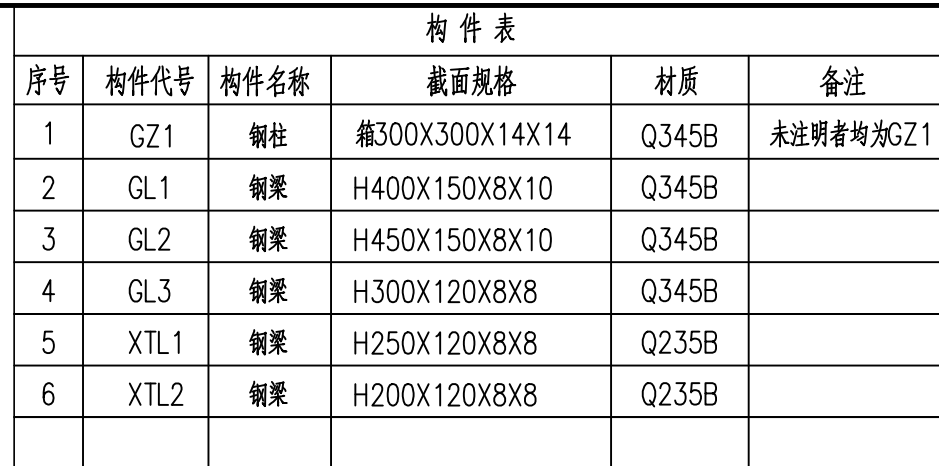 构件表
序号 构件代号 构件名称 截面规格 材质 备注
1 GZ1 钢柱 箱300X300X14X14 Q345B 未注明者均为GZ1
2 GL1 钢梁 H400X150X8X10 Q345B
3 GL2 钢梁 H450X150X8X10 Q345B
4 GL3 钢梁 H300X120X8X8 Q345B
5 XTL1 钢梁 H250X120X8X8 Q235B
6 XTL2 钢梁 H200X120X8X8 Q235B